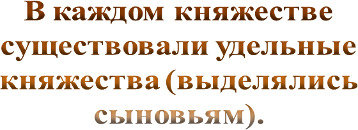 В каждом княжестве
существовали удельные
княжества (выделялись
сыновьям).